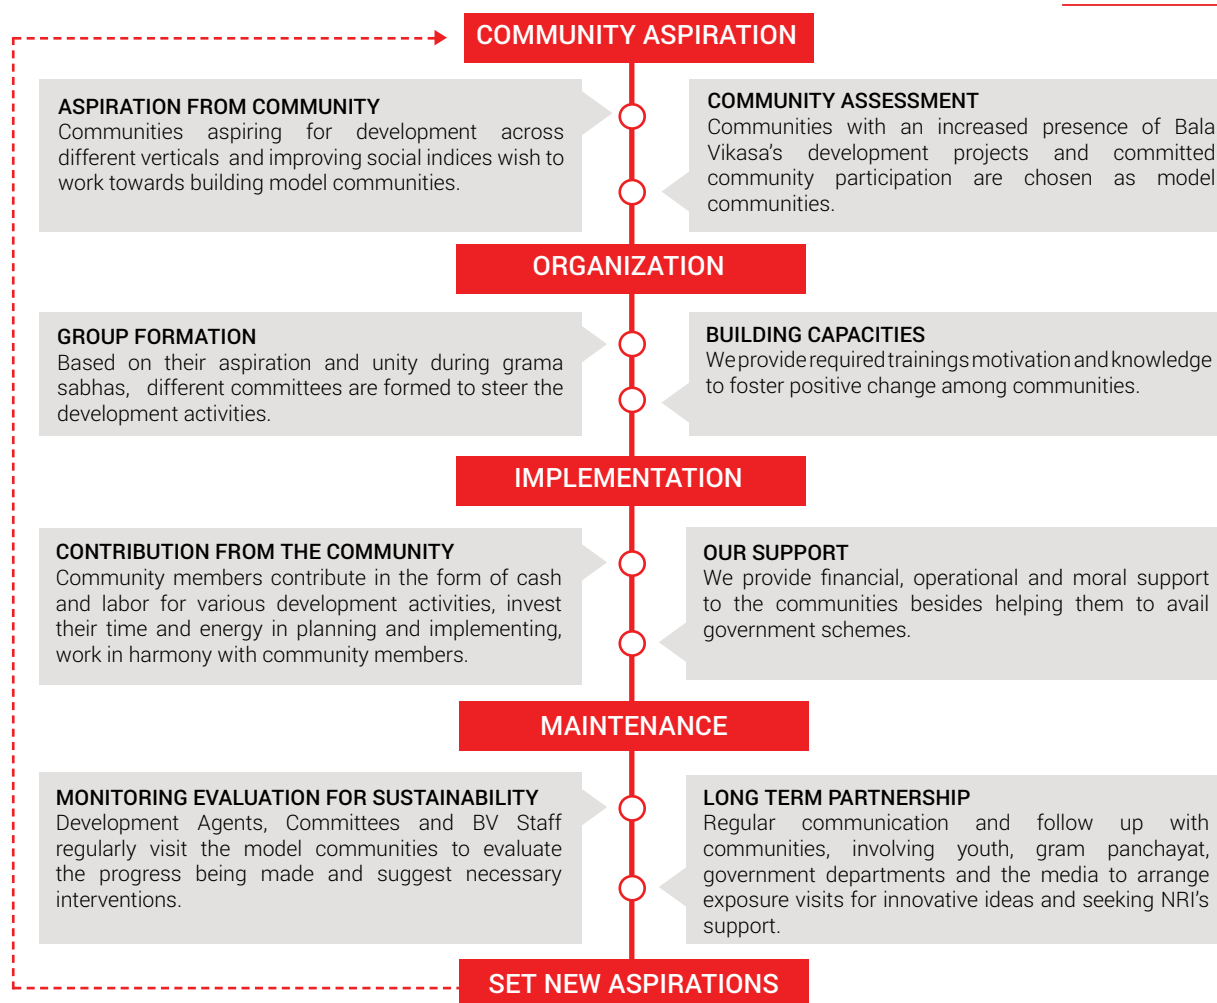 COMMUNITY ASPIRATION
ASPIRATION FROM COMMUNITY
Communities aspiring for development across
different verticals and improving social indices wish to
work towards building model communities.
COMMUNITY ASSESSMENT
Communities with an increased presence of Bala
Vikasa's development projects and committed
community participation are chosen as model
communities.
ORGANIZATION
GROUP FORMATION
Based on their aspiration and unity during grama
sabhas, different committees are formed to steer the
development activities.
BUILDING CAPACITIES
We provide required trainings motivation and knowledge
to foster positive change among communities.
IMPLEMENTATION
CONTRIBUTION FROM THE COMMUNITY
Community members contribute in the form of cash
and labor for various development activities, invest
their time and energy in planning and implementing,
work in harmony with community members.
OUR SUPPORT
We provide financial, operational and moral support
to the communities besides helping them to avail
government schemes.
MAINTENANCE
MONITORING EVALUATION FOR SUSTAINABILITY
Development Agents, Committees and BV Staff
regularly visit the model communities to evaluate
the progress being made and suggest necessary
interventions.
LONG TERM PARTNERSHIP
Regular communication and follow up with
communities, involving youth, gram panchayat,
government departments and the media to arrange
exposure visits for innovative ideas and seeking NRI's
support.
SET NEW ASPIRATIONS